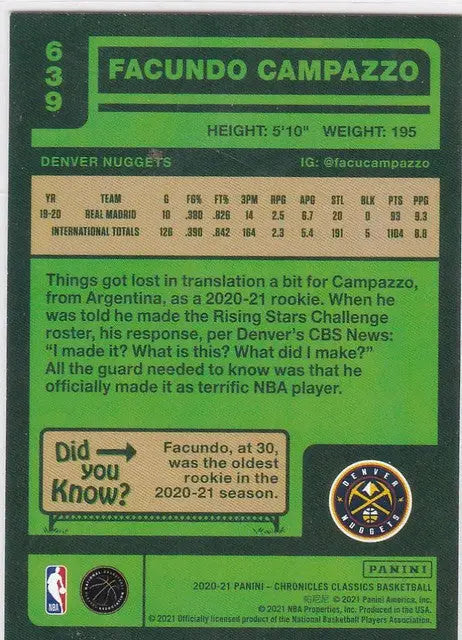 639
FACUNDO CAMPAZZO
HEIGHT: 5'10" WEIGHT: 195
DENVER NUGGETS IG: @facucampazzo
YR TEAM G FG% FT% 3PM RPG APG STL BLK PTS PPG
19-20 REAL MADRID 10 .380 .826 14 2.5 6.7 20 0 93 9.3
INTERNATIONAL TOTALS 126 .390 .842 164 2.3 5.4 191 5 1104 8.8
Things got lost in translation a bit for Campazzo,
from Argentina, as a 2020-21 rookie. When he
was told he made the Rising Stars Challenge
roster, his response, per Denver's CBS News:
"I made it? What is this? What did I make?"
All the guard needed to know was that he
officially made it as terrific NBA player.
Did
you
Know?
Facundo, at 30,
was the oldest
rookie in the
2020-21 season.
DENVER
NUGGETS
NBA
PANINI
2020-21 PANINI – CHRONICLES CLASSICS BASKETBALL
帕尼尼 © 2021 Panini America, Inc.
© 2021 NBA Properties, Inc. Produced in the USA.
© 2021 Officially licensed product of the National Basketball Players Association.